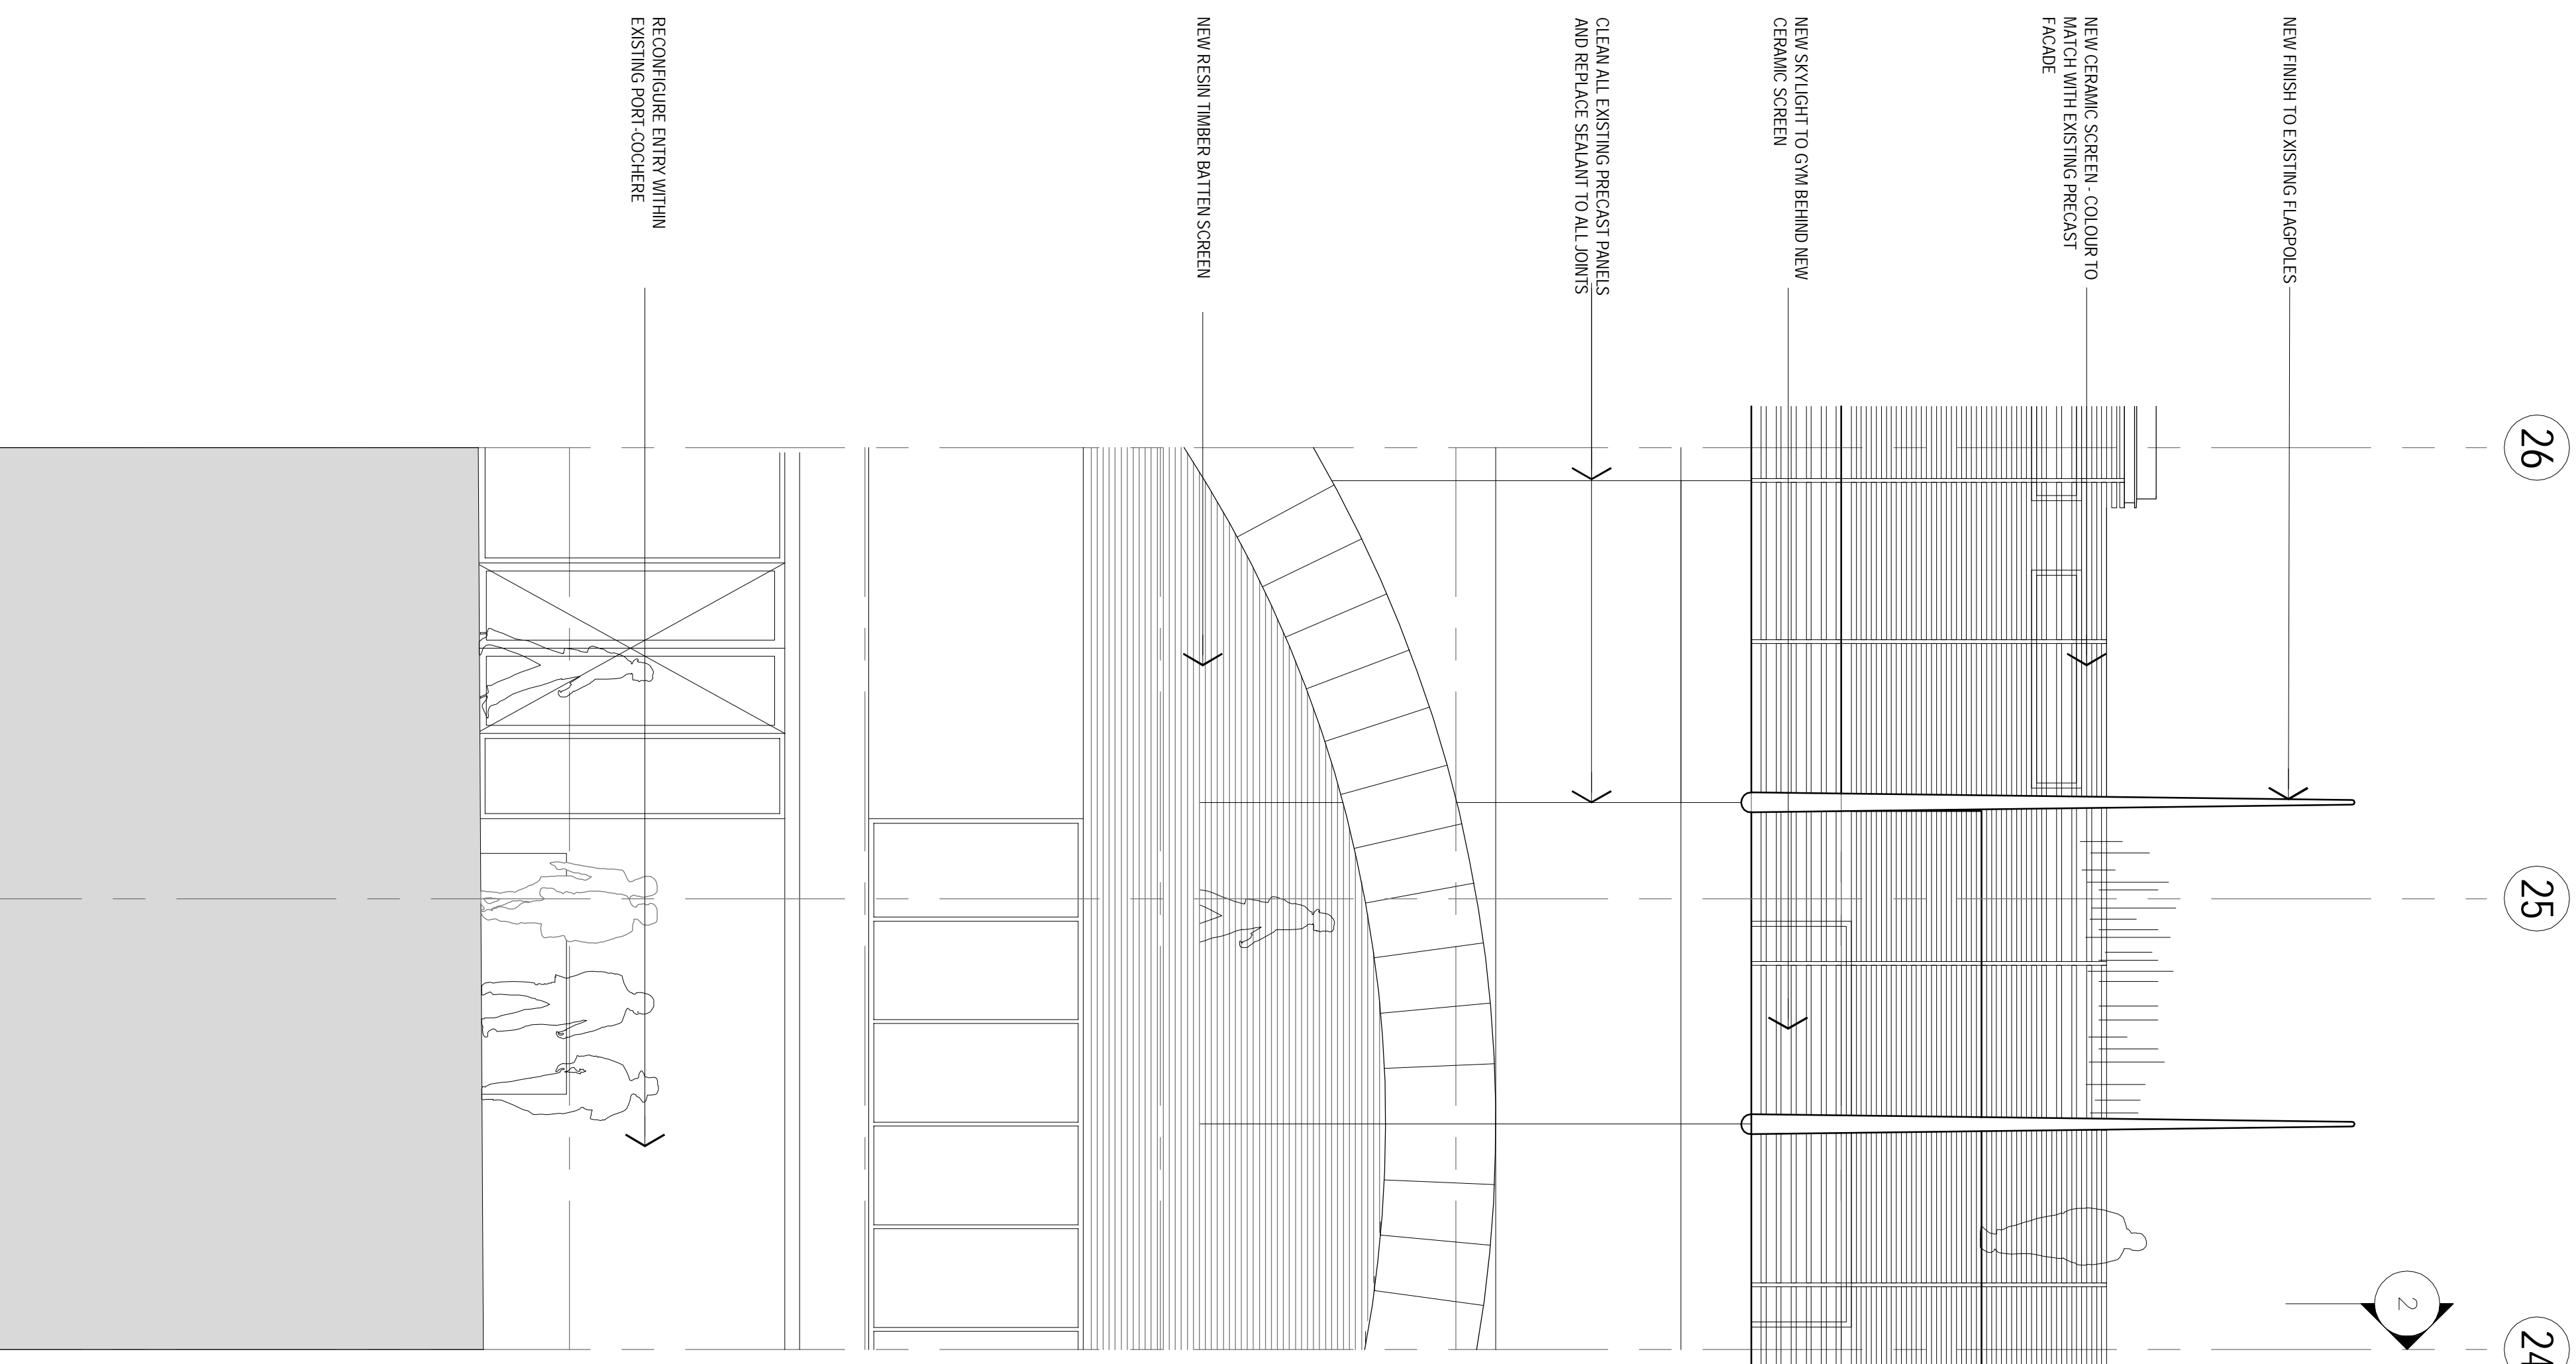 26
25
24
2
NEW FINISH TO EXISTING FLAGPOLES
NEW CERAMIC SCREEN - COLOUR TO
MATCH WITH EXISTING PRECAST
FACADE
NEW SKYLIGHT TO GYM BEHIND NEW
CERAMIC SCREEN
CLEAN ALL EXISTING PRECAST PANELS
AND REPLACE SEALANT TO ALL JOINTS
NEW RESIN TIMBER BATTEN SCREEN
RECONFIGURE ENTRY WITHIN
EXISTING PORT-COCHERE